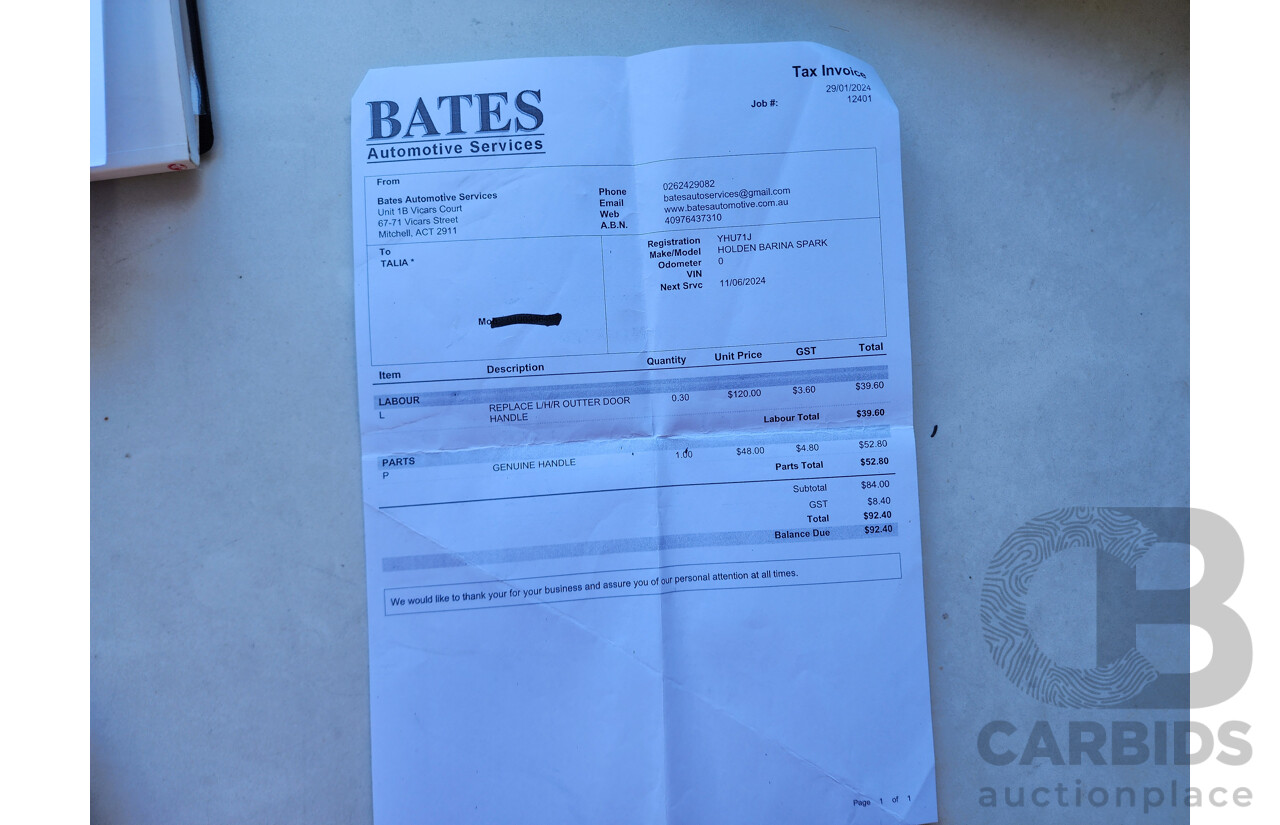 Tax Invoice
29/01/2024
Job #: 12401
BATES
Automotive Services
From
Bates Automotive Services
Unit 1B Vicars Court
67-71 Vicars Street
Mitchell, ACT 2911
Phone 0262429082
Email batesautoservices@gmail.com
Web www.batesautomotive.com.au
A.B.N. 40976437310
To
TALIA *
Mo
Registration YHU71J
Make/Model HOLDEN BARINA SPARK
Odometer 0
VIN
Next Srvc 11/06/2024
Item Description Quantity Unit Price GST Total
LABOUR
L REPLACE L/H/R OUTTER DOOR 0.30 $120.00 $3.60 $39.60
HANDLE
Labour Total $39.60
PARTS
P GENUINE HANDLE 1.00 $48.00 $4.80 $52.80
Parts Total $52.80
Subtotal $84.00
GST $8.40
Total $92.40
Balance Due $92.40
We would like to thank your for your business and assure you of our personal attention at all times.
Page 1 of 1
CB
CARBIDS
auctionplace